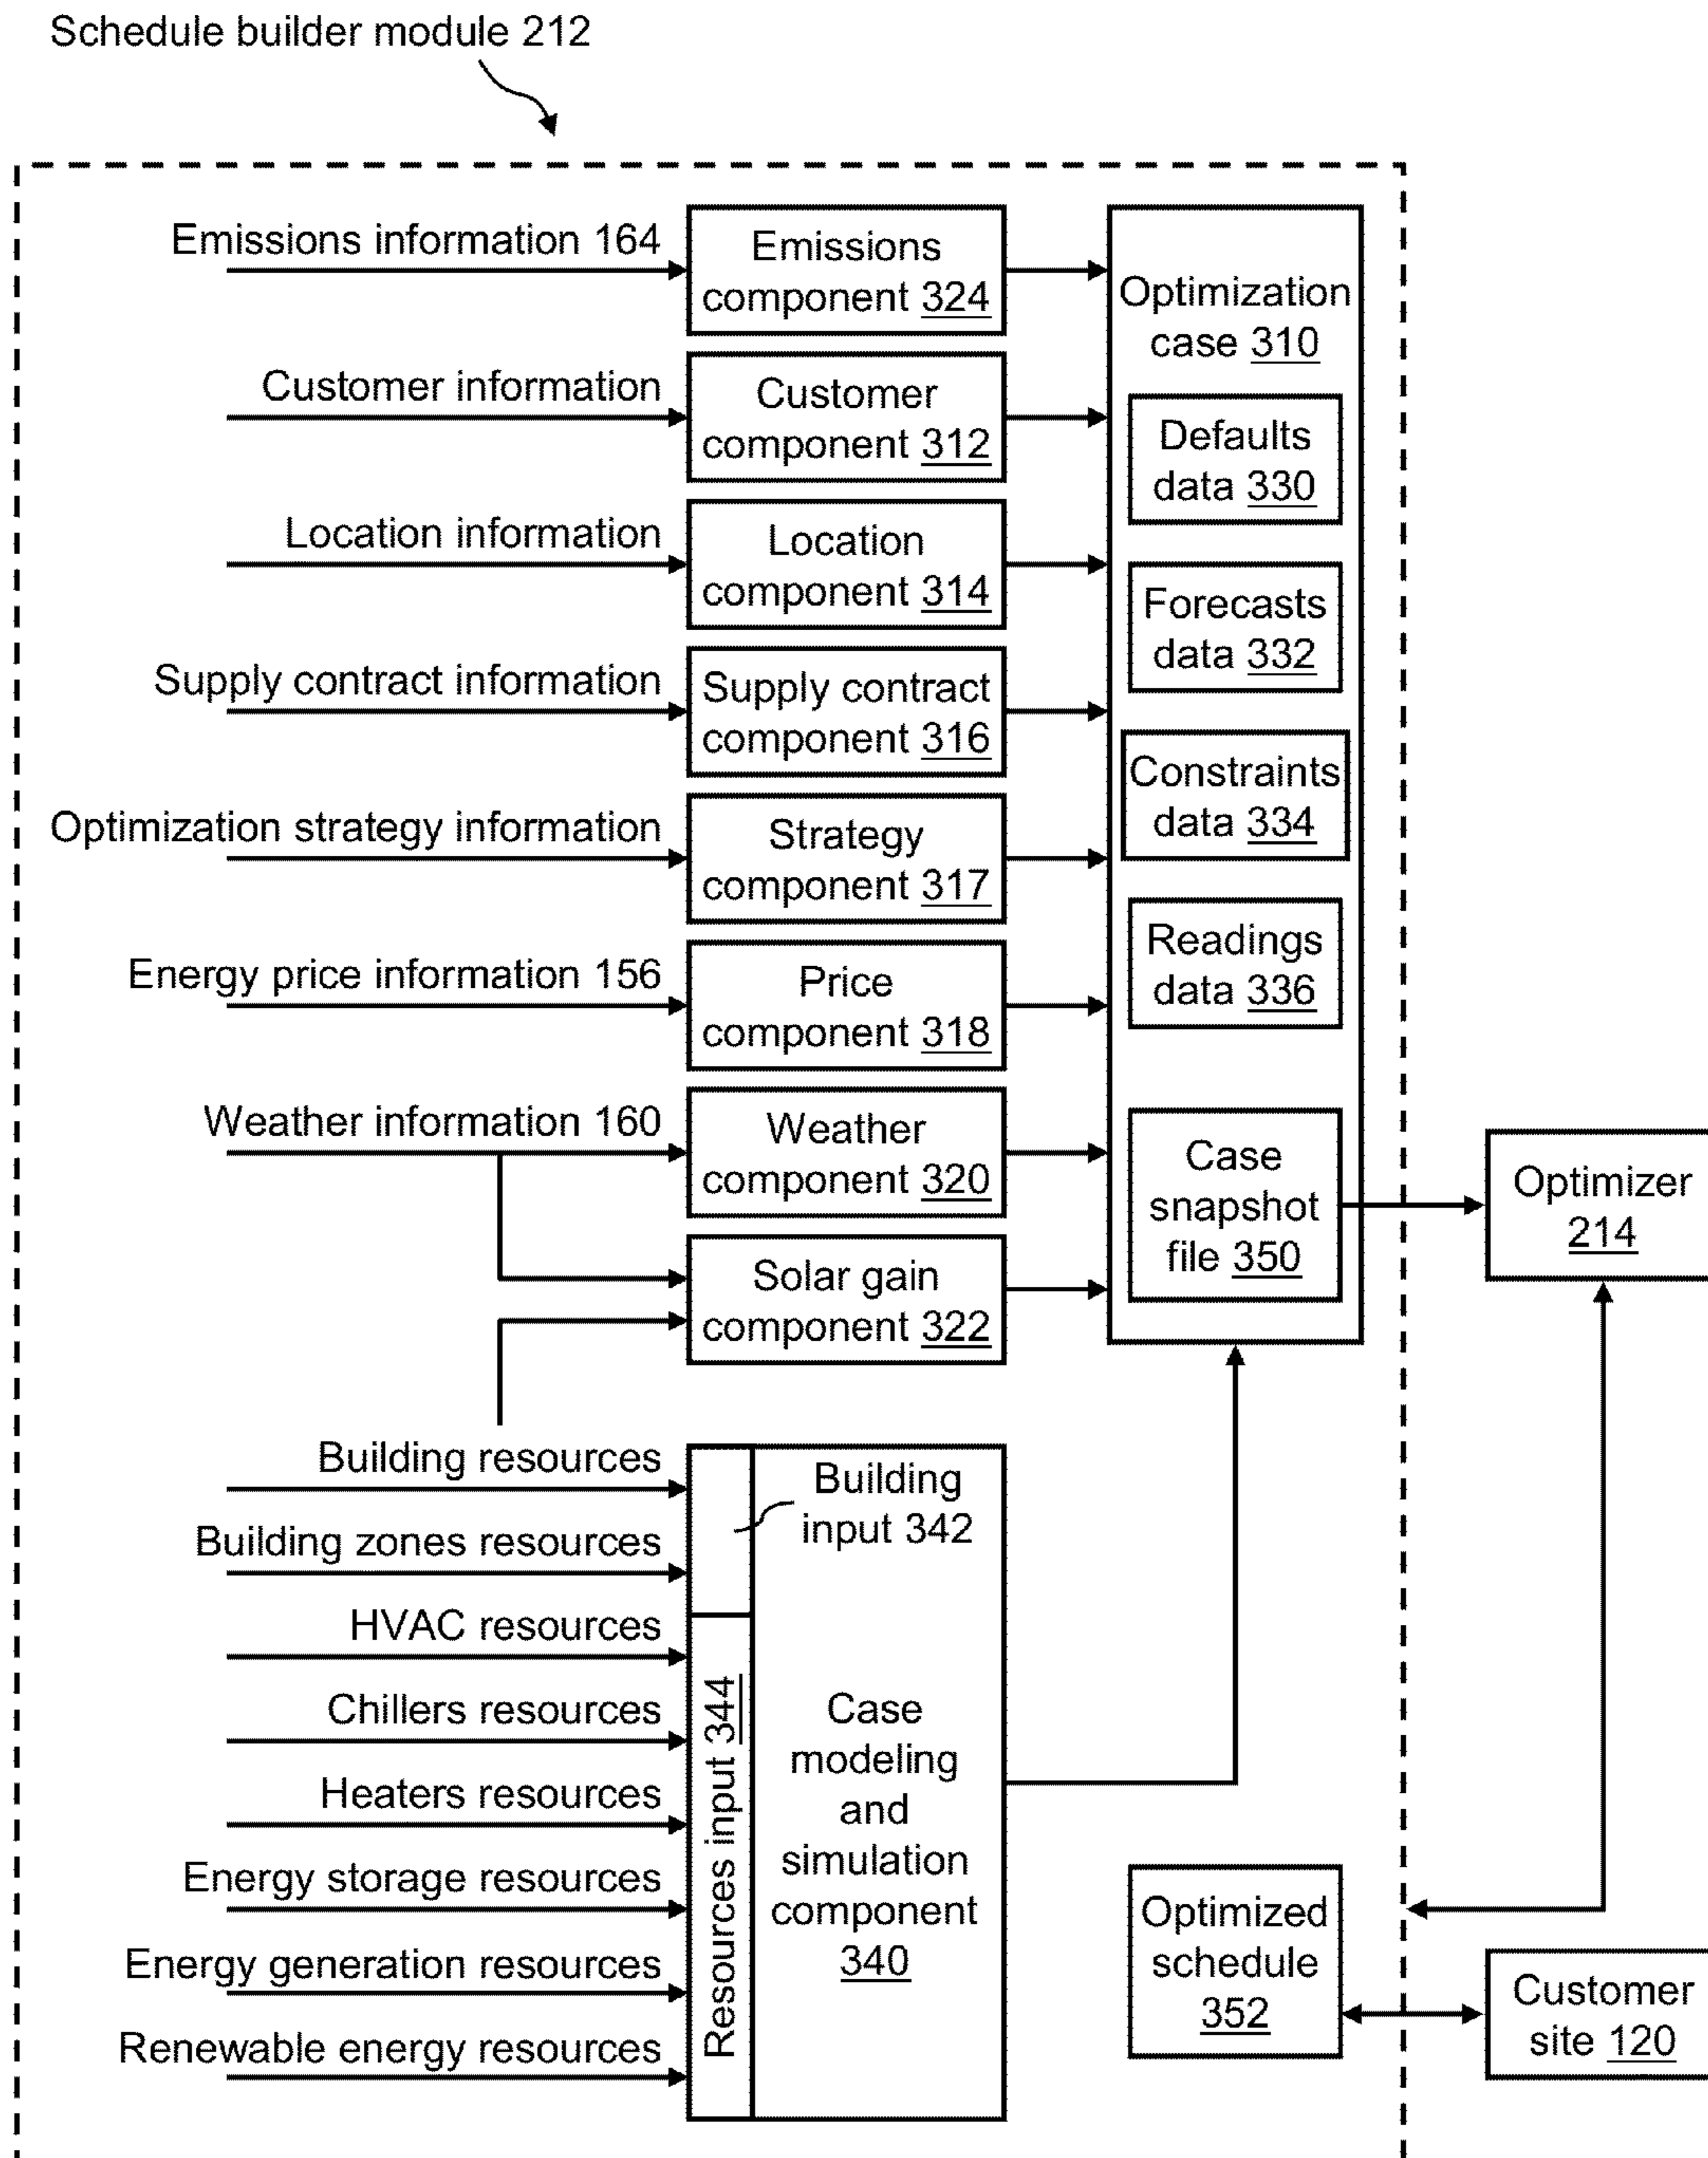 Schedule builder module 212
Emissions information 164
Emissions
component 324
Customer information
Customer
component 312
Location information
Location
component 314
Supply contract information
Supply contract
component 316
Optimization strategy information
Strategy
component 317
Energy price information 156
Price
component 318
Weather information 160
Weather
component 320
Solar gain
component 322
Optimization
case 310
Defaults
data 330
Forecasts
data 332
Constraints
data 334
Readings
data 336
Case
snapshot
file 350
Optimizer
214
Building resources
Building zones resources
HVAC resources
Chillers resources
Heaters resources
Energy storage resources
Energy generation resources
Renewable energy resources
Building
input 342
Resources input 344
Case
modeling
and
simulation
component
340
Optimized
schedule
352
Customer
site 120